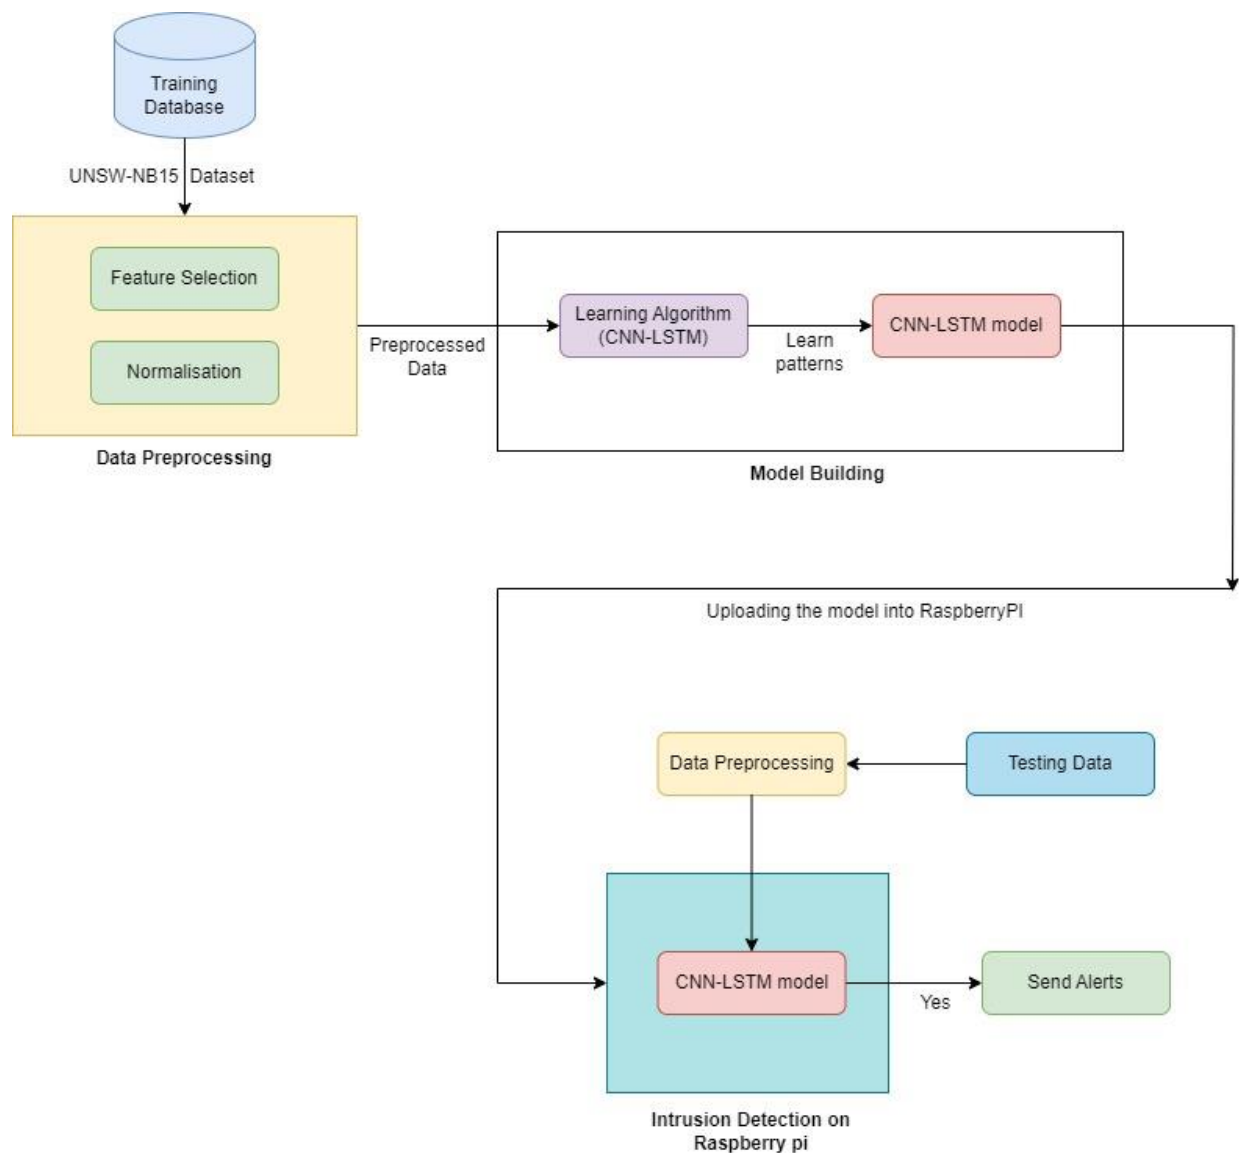 Training
Database
UNSW-NB15 Dataset
Feature Selection
Normalisation
Data Preprocessing
Preprocessed
Data
Learning Algorithm
(CNN-LSTM)
Learn
patterns
CNN-LSTM model
Model Building
Uploading the model into RaspberryPI
Data Preprocessing
Testing Data
CNN-LSTM model
Yes
Send Alerts
Intrusion Detection on
Raspberry pi